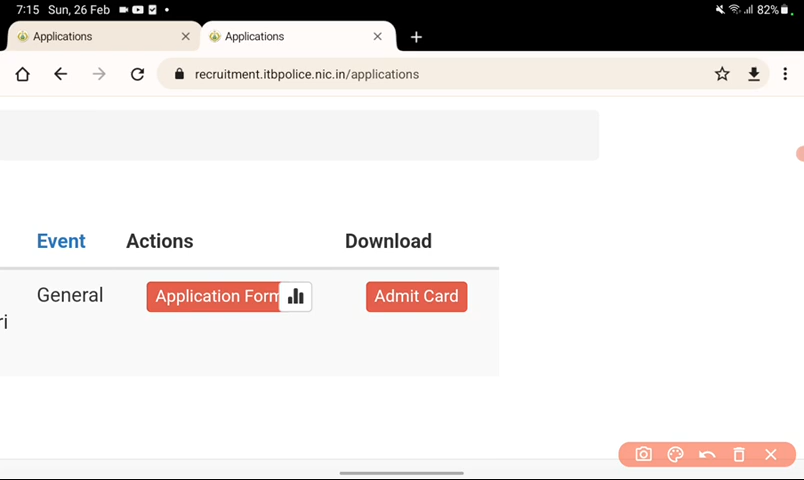 7:15 Sun, 26 Feb
82%
Applications
Applications
recruitment.itbpolice.nic.in/applications
Event Actions Download
General Application Form Admit Card
ri